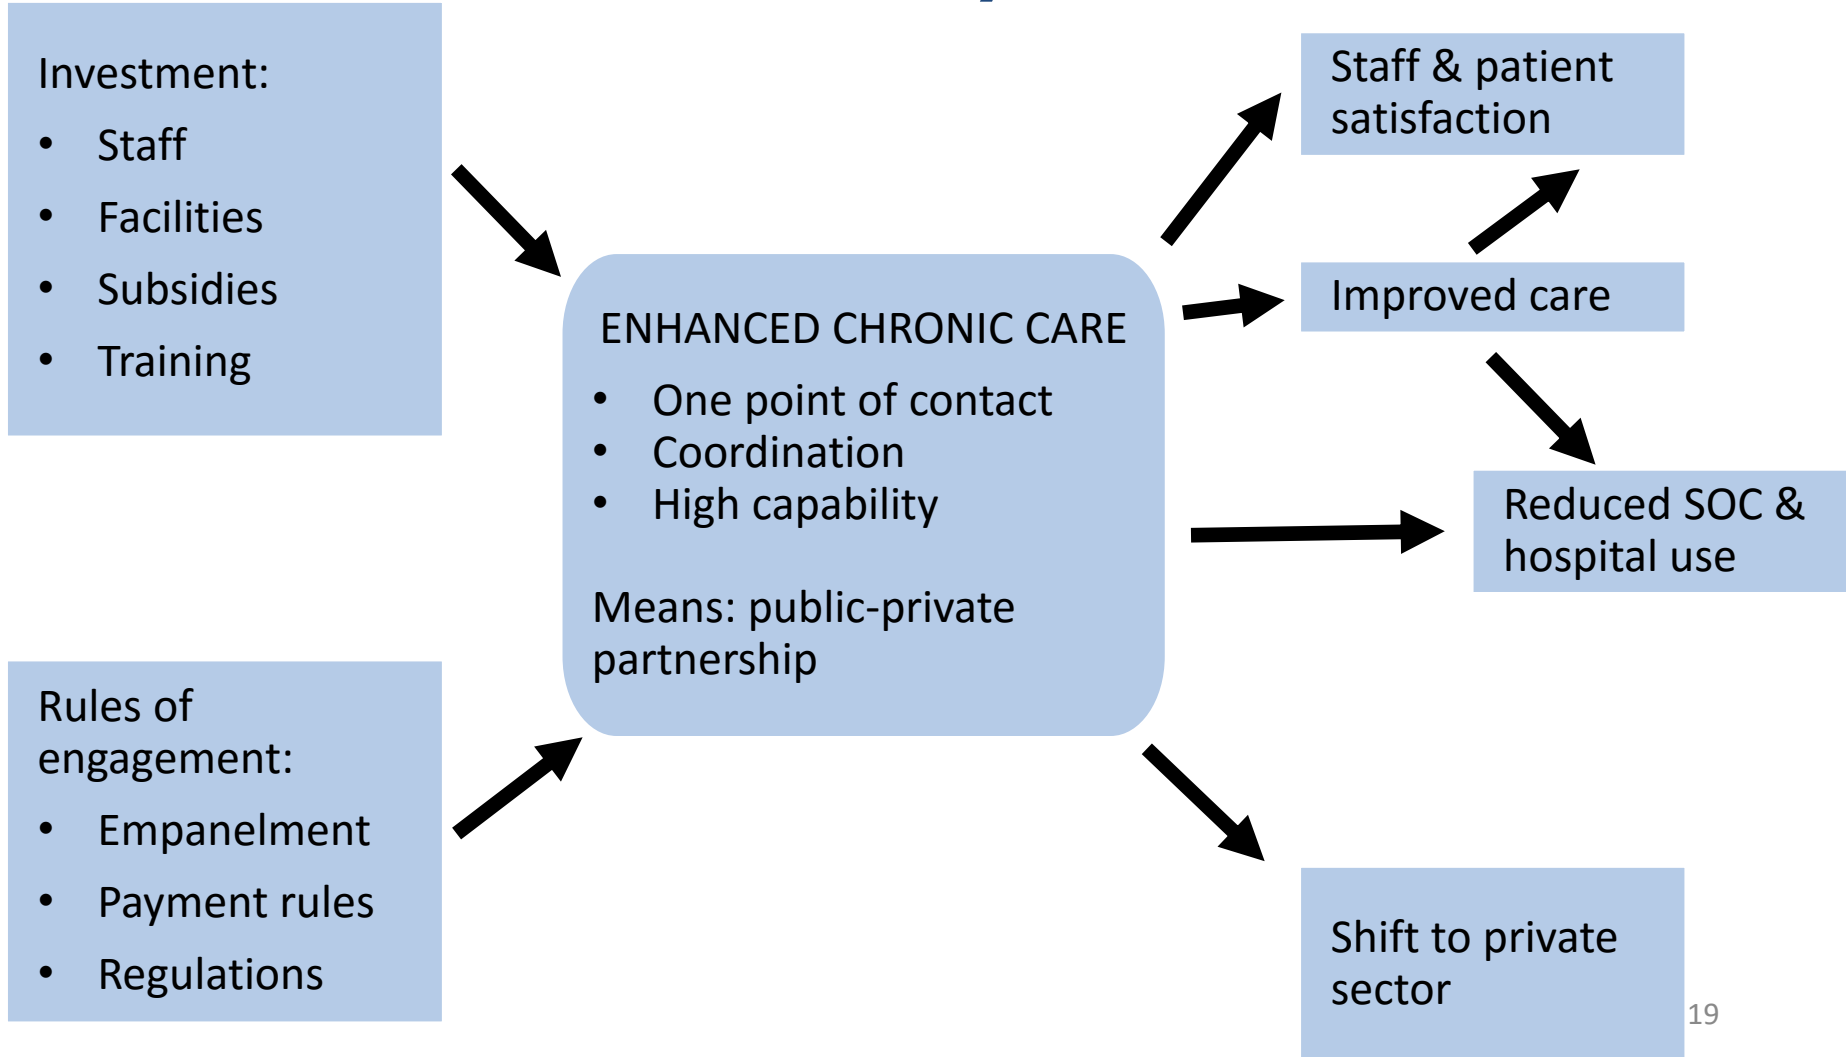 Investment:
• Staff
• Facilities
• Subsidies
• Training
Rules of
engagement:
• Empanelment
• Payment rules
• Regulations
ENHANCED CHRONIC CARE
• One point of contact
• Coordination
• High capability
Means: public-private
partnership
Staff & patient
satisfaction
Improved care
Reduced SOC &
hospital use
Shift to private
sector
19